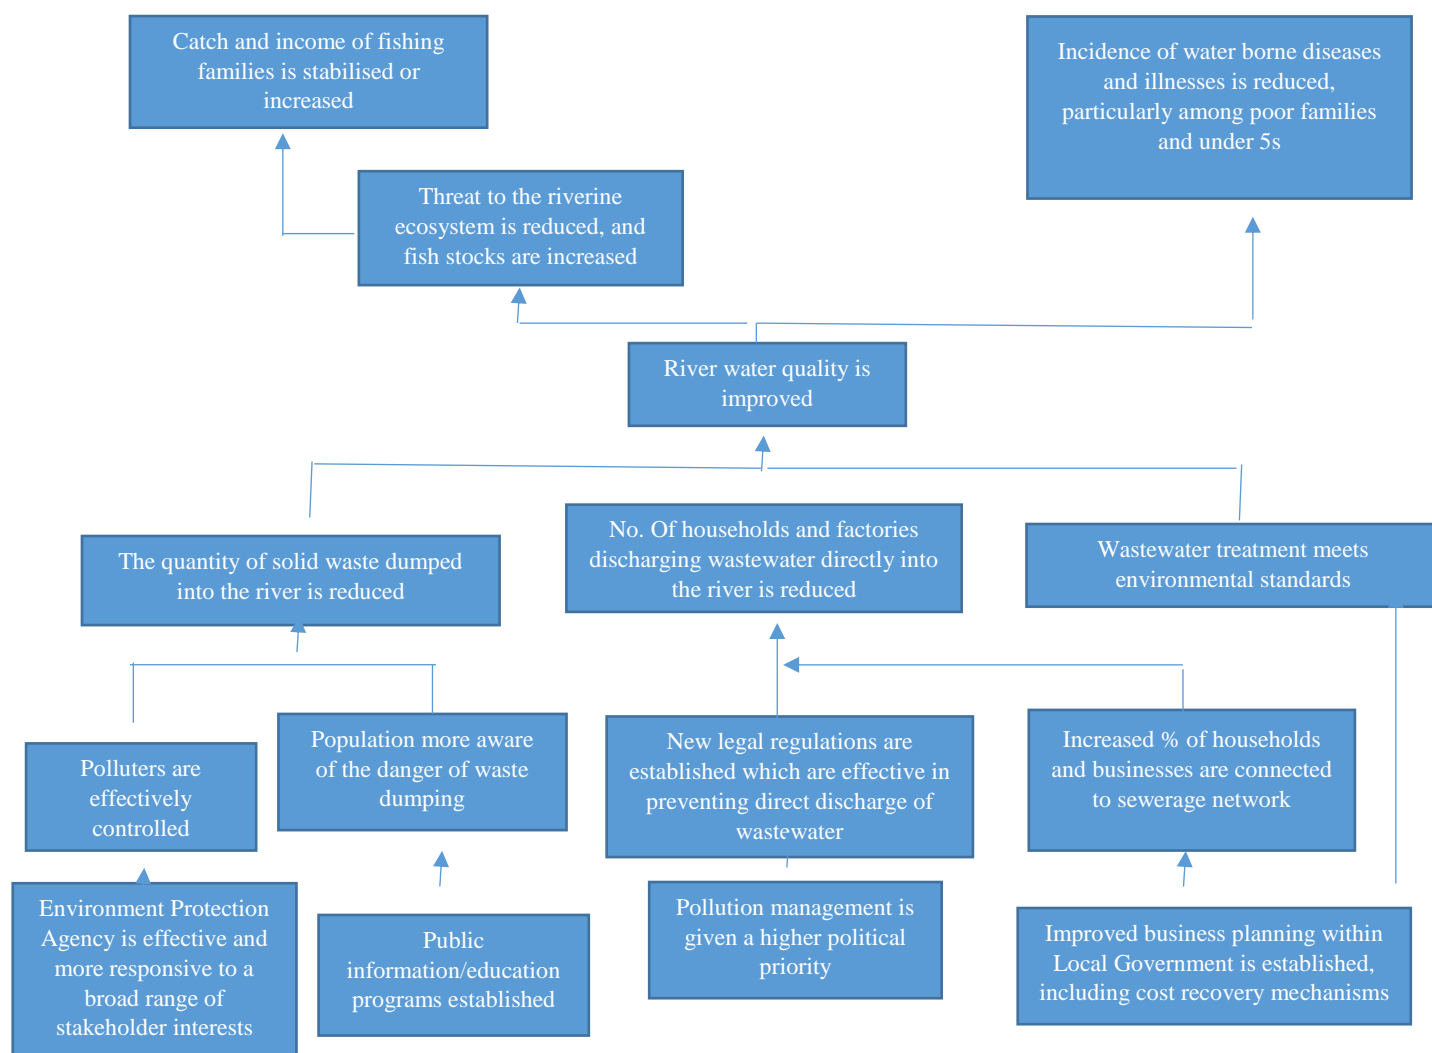 Catch and income of fishing
families is stabilised or
increased
Incidence of water borne diseases
and illnesses is reduced,
particularly among poor families
and under 5s
Threat to the riverine
ecosystem is reduced, and
fish stocks are increased
River water quality is
improved
The quantity of solid waste dumped
into the river is reduced
No. Of households and factories
discharging wastewater directly into
the river is reduced
Wastewater treatment meets
environmental standards
Polluters are
effectively
controlled
Population more aware
of the danger of waste
dumping
New legal regulations are
established which are effective in
preventing direct discharge of
wastewater
Increased % of households
and businesses are connected
to sewerage network
Environment Protection
Agency is effective and
more responsive to a
broad range of
stakeholder interests
Public
information/education
programs established
Pollution management is
given a higher political
priority
Improved business planning within
Local Government is established,
including cost recovery mechanisms